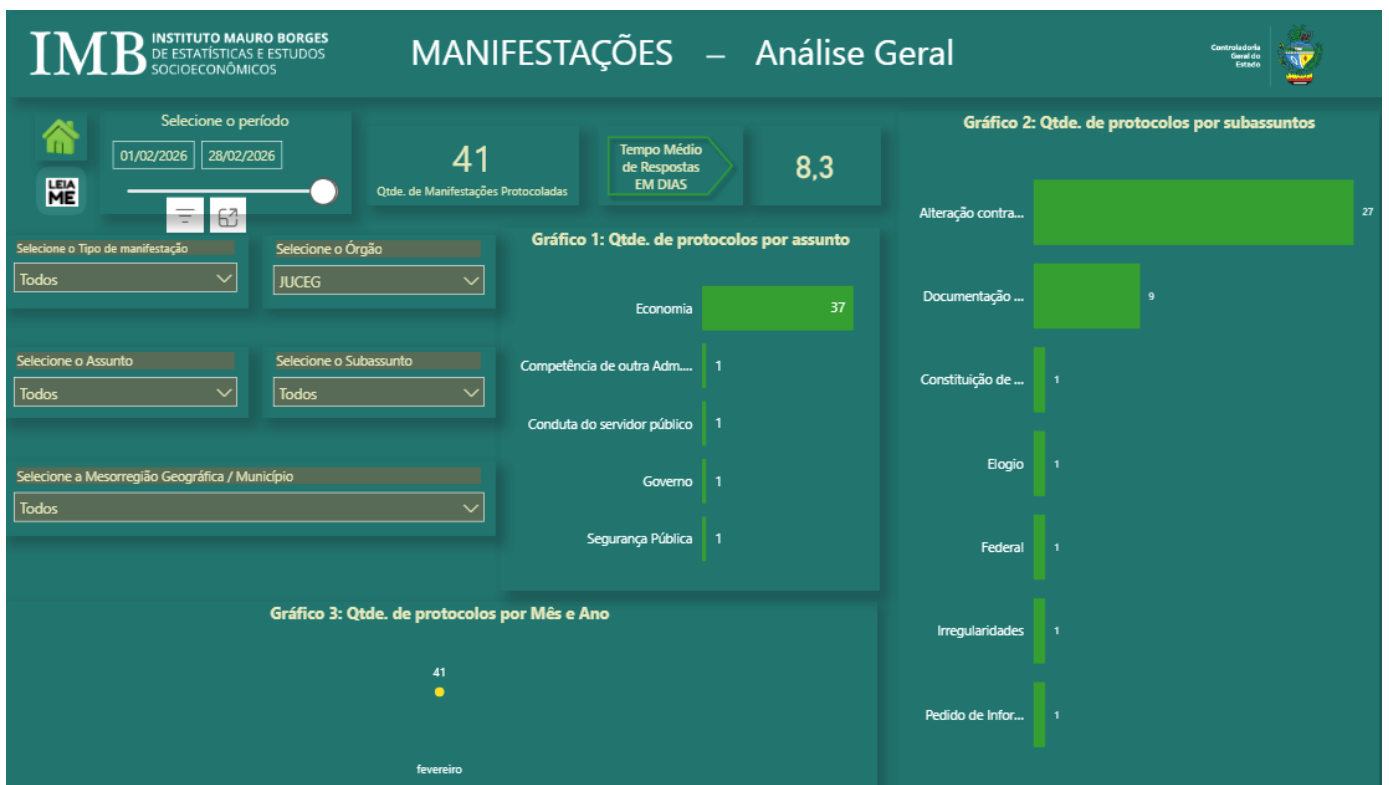 IMB
INSTITUTO MAURO BORGES
DE ESTATÍSTICAS E ESTUDOS
SOCIOECONÔMICOS
MANIFESTAÇÕES – Análise Geral
Controladoria
Geral do
Estado
Selecione o período
01/02/2026 28/02/2026
LEIA
ME
41
Qtde. de Manifestações Protocoladas
Tempo Médio
de Respostas
EM DIAS
8,3
Selecione o Tipo de manifestação
Todos
Selecione o Órgão
JUCEG
Selecione o Assunto
Todos
Selecione o Subassunto
Todos
Selecione a Mesorregião Geográfica / Município
Todos
Gráfico 1: Qtde. de protocolos por assunto
Economia 37
Competência de outra Adm.... 1
Conduta do servidor público 1
Governo 1
Segurança Pública 1
Gráfico 2: Qtde. de protocolos por subassuntos
Alteração contra... 27
Documentação ... 9
Constituição de ... 1
Elogio 1
Federal 1
Irregularidades 1
Pedido de Infor... 1
Gráfico 3: Qtde. de protocolos por Mês e Ano
41
fevereiro